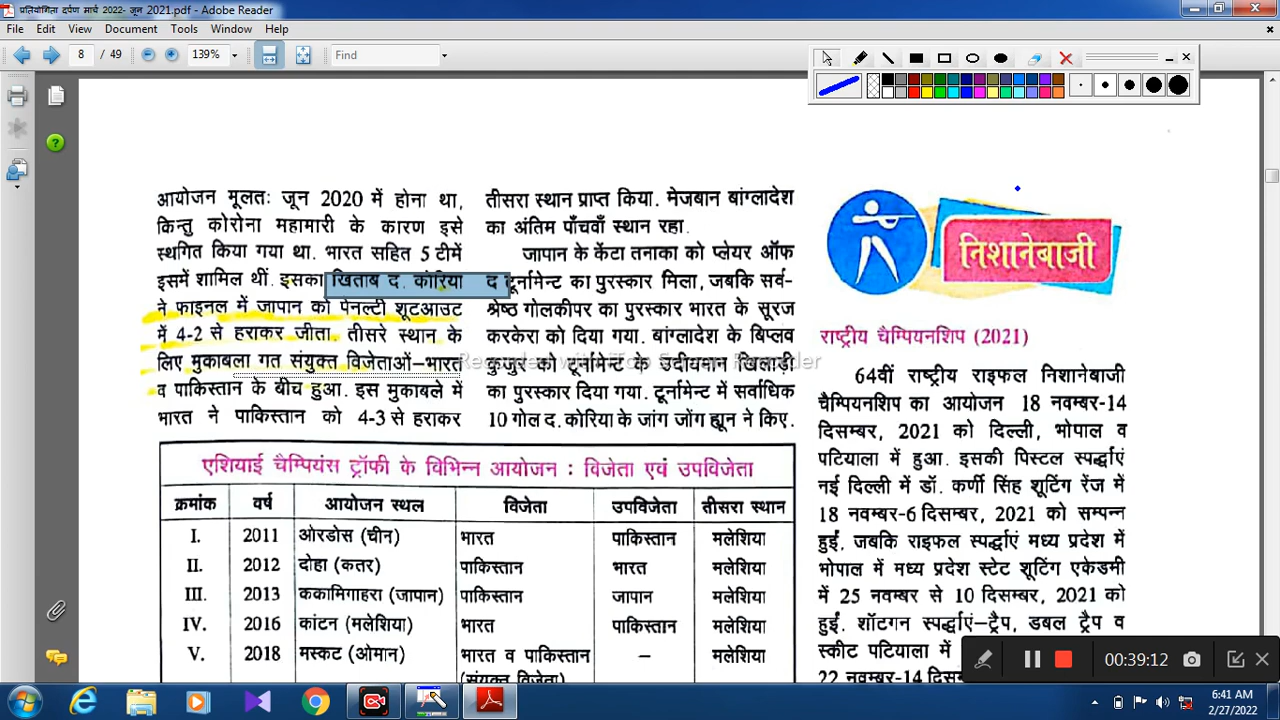 प्रतियोगिता दर्पण मार्च 2022- जून 2021.pdf - Adobe Reader
File Edit View Document Tools Window Help
8 / 49 139% Find
आयोजन मूलतः जून 2020 में होना था,
किन्तु कोरोना महामारी के कारण इसे
स्थगित किया गया था. भारत सहित 5 टीमें
इसमें शामिल थीं. इसका खिताब द. कोरिया
ने फाइनल में जापान को पेनल्टी शूटआउट
में 4-2 से हराकर जीता. तीसरे स्थान के
लिए मुकाबला गत संयुक्त विजेताओं-भारत
व पाकिस्तान के बीच हुआ. इस मुकाबले में
भारत ने पाकिस्तान को 4-3 से हराकर
तीसरा स्थान प्राप्त किया. मेजबान बांग्लादेश
का अंतिम पाँचवाँ स्थान रहा.
जापान के केंटा तनाका को प्लेयर ऑफ
द टूर्नामेन्ट का पुरस्कार मिला, जबकि सर्व-
श्रेष्ठ गोलकीपर का पुरस्कार भारत के सूरज
करकेरा को दिया गया. बांग्लादेश के बिप्लव
कुजुर को टूर्नामेन्ट के उदीयमान खिलाड़ी
का पुरस्कार दिया गया. टूर्नामेन्ट में सर्वाधिक
10 गोल द. कोरिया के जांग जोंग ह्यून ने किए.
एशियाई चैम्पियंस ट्रॉफी के विभिन्न आयोजन : विजेता एवं उपविजेता
क्रमांक वर्ष आयोजन स्थल विजेता उपविजेता तीसरा स्थान
I. 2011 ओरडोस (चीन) भारत पाकिस्तान मलेशिया
II. 2012 दोहा (कतर) पाकिस्तान भारत मलेशिया
III. 2013 ककामिगाहरा (जापान) पाकिस्तान जापान मलेशिया
IV. 2016 कांटन (मलेशिया) भारत पाकिस्तान मलेशिया
V. 2018 मस्कट (ओमान) भारत व पाकिस्तान – मलेशिया
(संयुक्त विजेता)
निशानेबाजी
राष्ट्रीय चैम्पियनशिप (2021)
64वीं राष्ट्रीय राइफल निशानेबाजी
चैम्पियनशिप का आयोजन 18 नवम्बर-14
दिसम्बर, 2021 को दिल्ली, भोपाल व
पटियाला में हुआ. इसकी पिस्टल स्पर्द्धाएं
नई दिल्ली में डॉ. कर्णी सिंह शूटिंग रेंज में
18 नवम्बर-6 दिसम्बर, 2021 को सम्पन्न
हुईं, जबकि राइफल स्पर्द्धाएं मध्य प्रदेश में
भोपाल में मध्य प्रदेश स्टेट शूटिंग एकेडमी
में 25 नवम्बर से 10 दिसम्बर, 2021 को
हुईं. शॉटगन स्पर्द्धाएं-ट्रैप, डबल ट्रैप व
स्कीट पटियाला में
22 नवम्बर-14
Recorded with iTop Screen Recorder
00:39:12
6:41 AM
2/27/2022